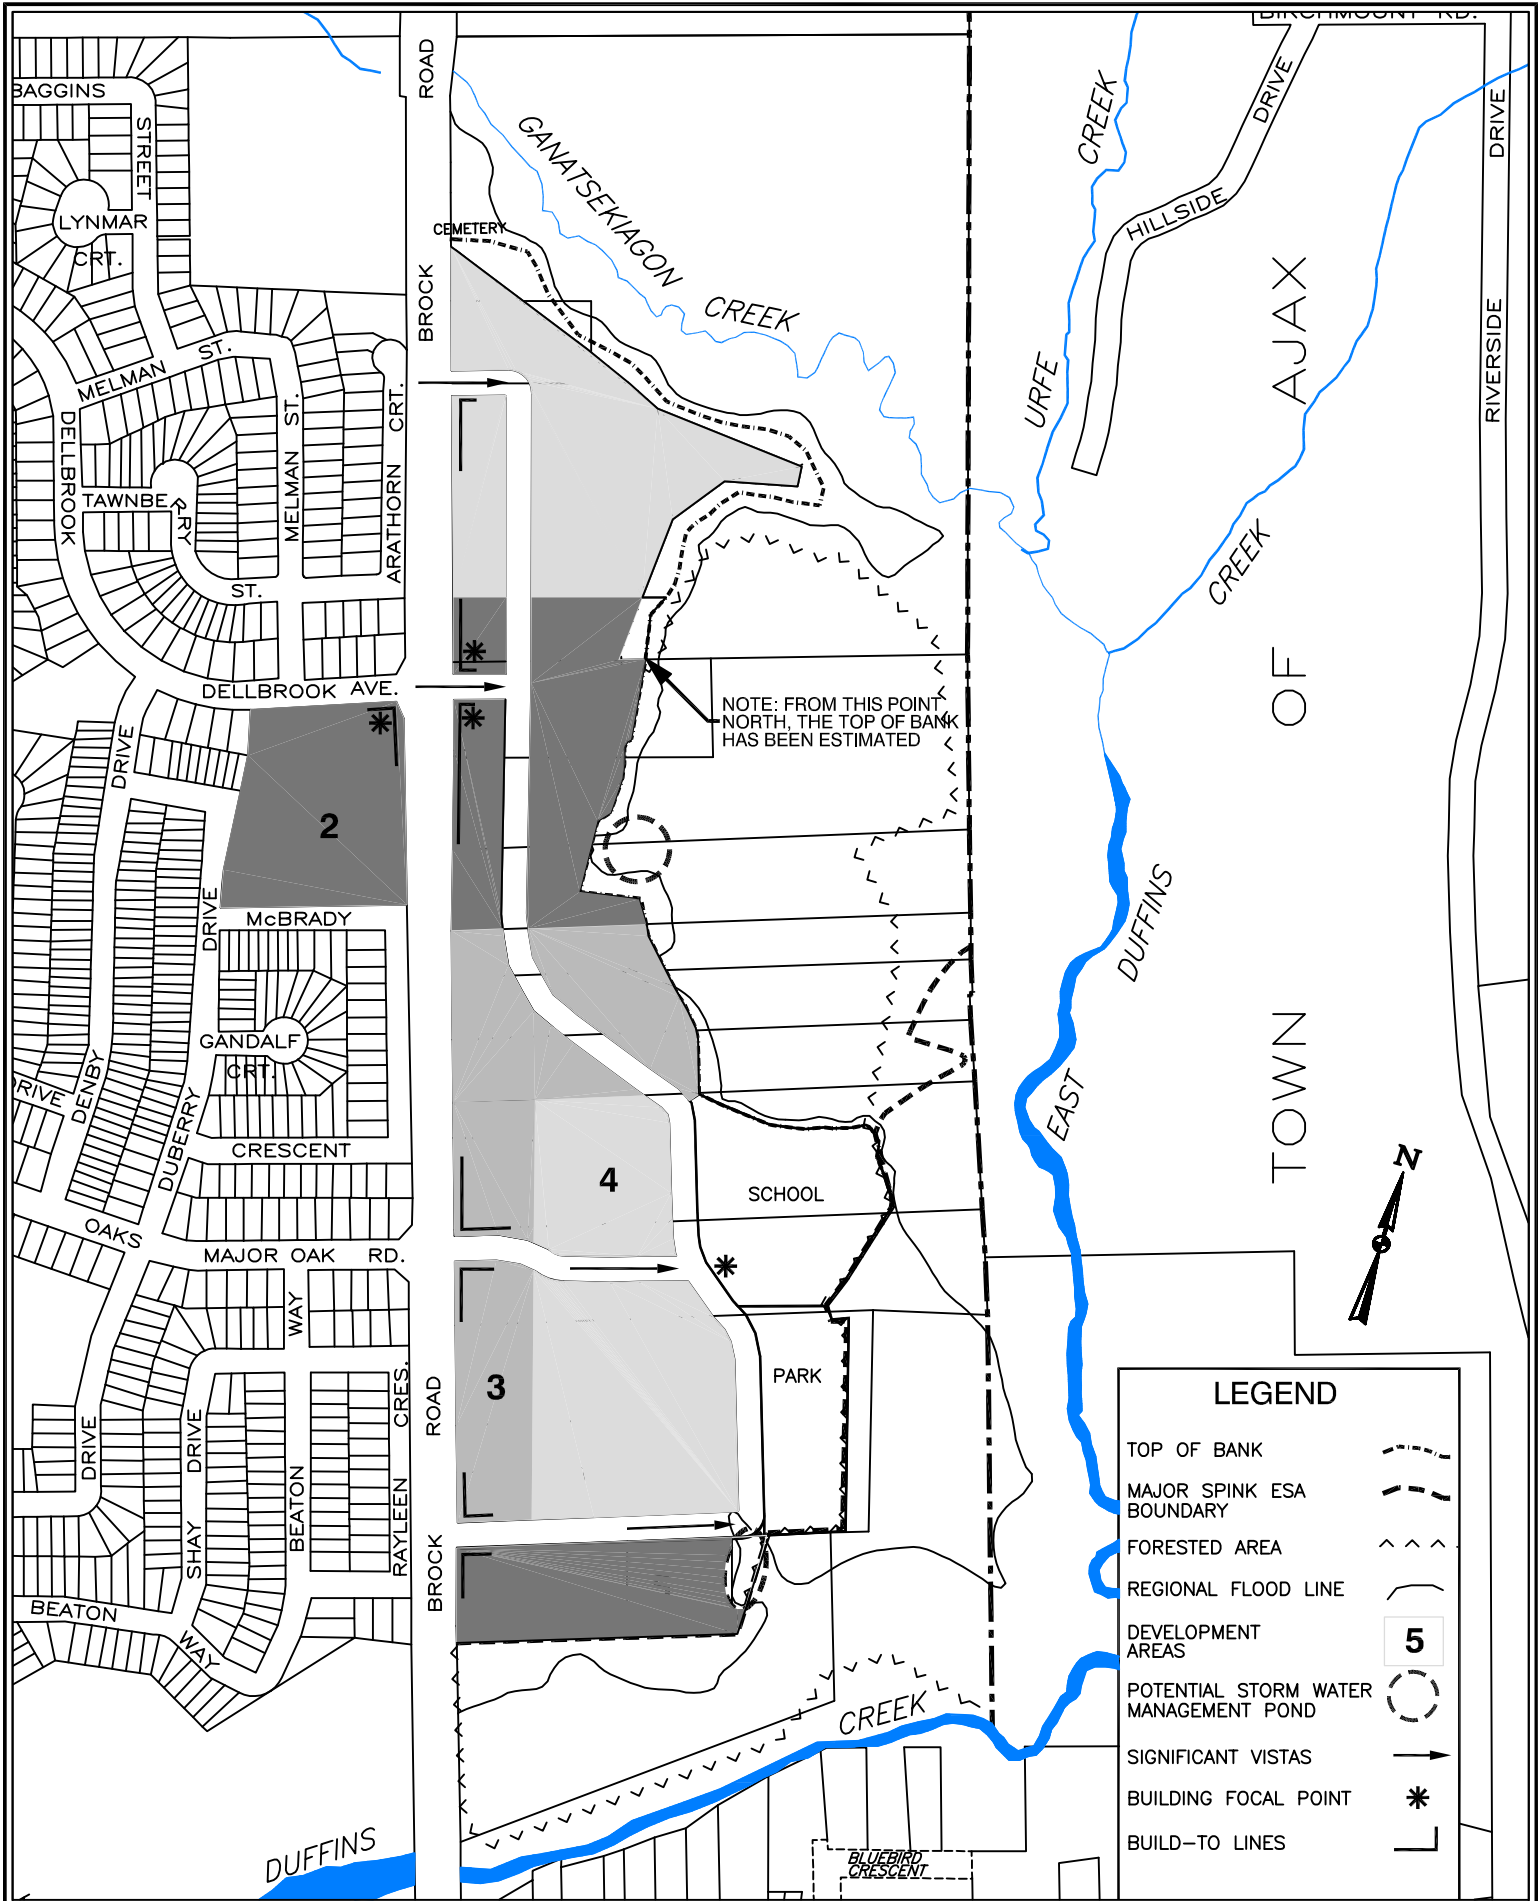 BIRCHMOUNT RD.
BAGGINS
STREET
LYNMAR
CRT.
ROAD
BROCK
CEMETERY
GANATSEKIAGON
CREEK
CREEK
URFE
DRIVE
HILLSIDE
DRIVE
RIVERSIDE
TOWN OF AJAX
MELMAN ST.
DELLBROOK
MELMAN ST.
ARATHORN CRT.
TAWNBERRY
ST.
DELLBROOK AVE.
CREEK
NOTE: FROM THIS POINT
NORTH, THE TOP OF BANK
HAS BEEN ESTIMATED
DRIVE
2
DRIVE
McBRADY
DUFFINS
EAST
GANDALF
CRT.
DRIVE
DENBY
DUBERRY
CRESCENT
4
SCHOOL
N
OAKS
MAJOR OAK RD.
WAY
PARK
3
ROAD
BROCK
DRIVE
DRIVE
SHAY
BEATON
CRES.
RAYLEEN
BEATON
WAY
CREEK
DUFFINS
BLUEBIRD
CRESCENT
LEGEND
TOP OF BANK
MAJOR SPINK ESA
BOUNDARY
FORESTED AREA
REGIONAL FLOOD LINE
DEVELOPMENT
AREAS
5
POTENTIAL STORM WATER
MANAGEMENT POND
SIGNIFICANT VISTAS
BUILDING FOCAL POINT
BUILD-TO LINES